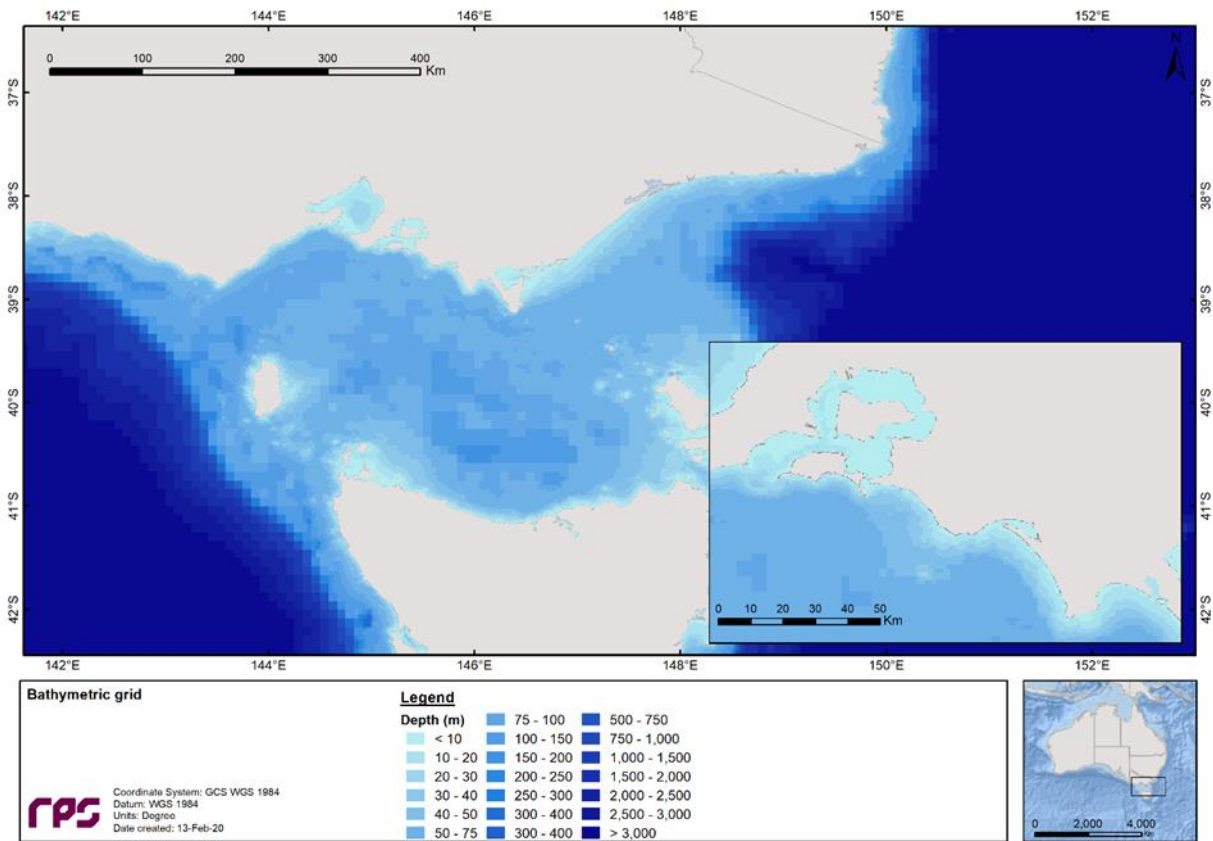 142°E 144°E 146°E 148°E 150°E 152°E
0 100 200 300 400
Km
N
37°S 37°S
38°S 38°S
39°S 39°S
40°S 40°S
41°S 41°S
42°S 42°S
0 10 20 30 40 50
Km
142°E 144°E 146°E 148°E 150°E 152°E
Bathymetric grid
Legend
Depth (m)
< 10
10 - 20
20 - 30
30 - 40
40 - 50
50 - 75
75 - 100
100 - 150
150 - 200
200 - 250
250 - 300
300 - 400
300 - 400
500 - 750
750 - 1,000
1,000 - 1,500
1,500 - 2,000
2,000 - 2,500
2,500 - 3,000
> 3,000
rps
Coordinate System: GCS WGS 1984
Datum: WGS 1984
Units: Degree
Date created: 13-Feb-20
0 2,000 4,000
Km